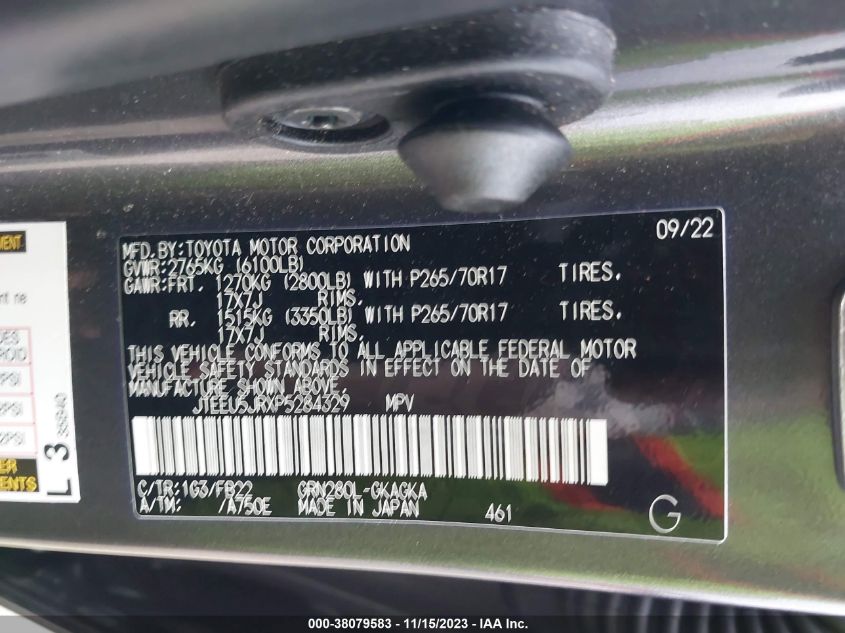 MFD.BY:TOYOTA MOTOR CORPORATION 09/22
GVWR:2765KG (6100LB)
GAWR:FRT. 1270KG (2800LB) WITH P265/70R17 TIRES.
17X7J RIMS.
RR. 1515KG (3350LB) WITH P265/70R17 TIRES.
17X7J RIMS.
THIS VEHICLE CONFORMS TO ALL APPLICABLE FEDERAL MOTOR
VEHICLE SAFETY STANDARDS IN EFFECT ON THE DATE OF
MANUFACTURE SHOWN ABOVE.
JTEEU5JRXP5284329 MPV
C/TR:1G3/FB22 GRN280L-GKAGKA
A/TM: /A750E MADE IN JAPAN 461
G
L 3 35B40
000-38079583 - 11/15/2023 - IAA Inc.